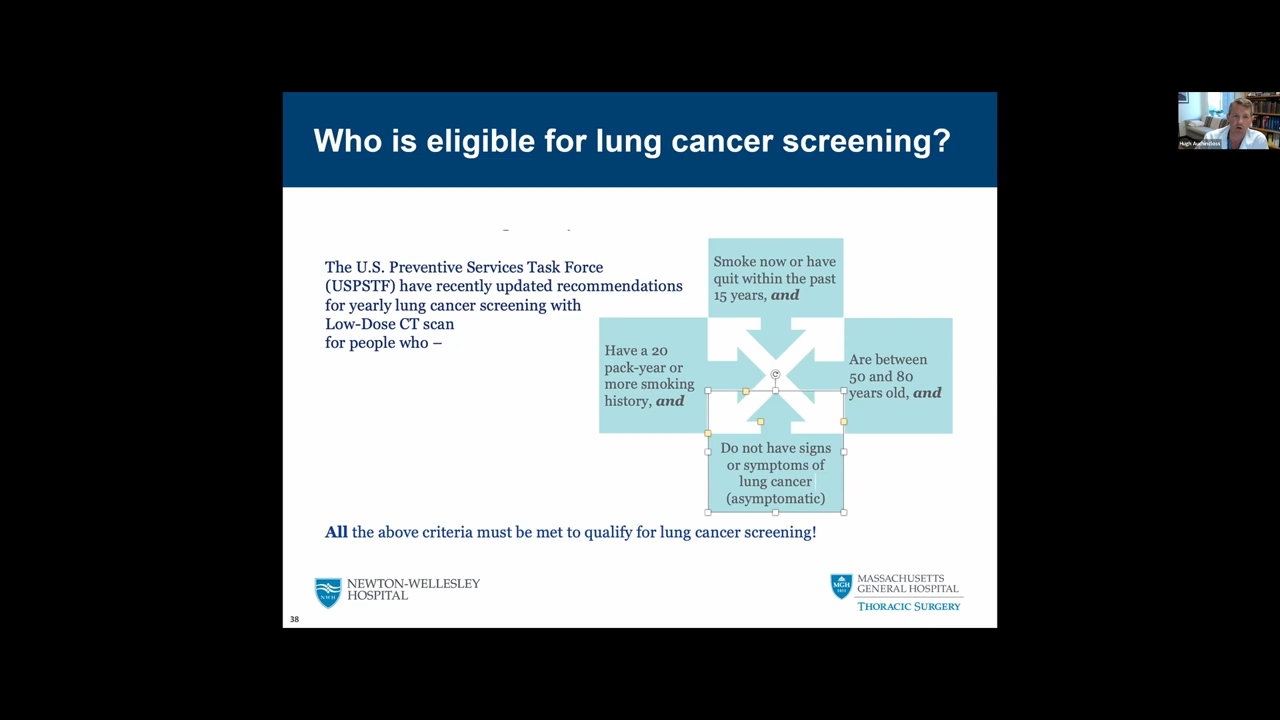 Who is eligible for lung cancer screening?
The U.S. Preventive Services Task Force
(USPSTF) have recently updated recommendations
for yearly lung cancer screening with
Low-Dose CT scan
for people who –
Smoke now or have
quit within the past
15 years, and
Have a 20
pack-year or
more smoking
history, and
Are between
50 and 80
years old, and
Do not have signs
or symptoms of
lung cancer
(asymptomatic)
All the above criteria must be met to qualify for lung cancer screening!
NWH
NEWTON-WELLESLEY
HOSPITAL
MGH
1811
MASSACHUSETTS
GENERAL HOSPITAL
THORACIC SURGERY
38
Hugh Auchincloss